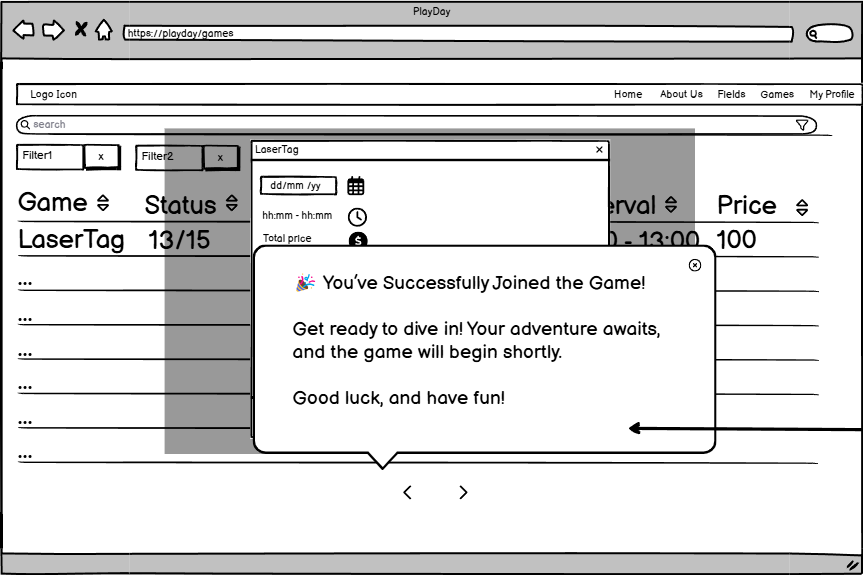 PlayDay
https://playday/games
Logo Icon
Home About Us Fields Games My Profile
search
Filter1 x Filter2 x
LaserTag x
dd/mm /yy
hh:mm - hh:mm
Total price
$
Game Status erval Price
LaserTag 13/15 0 - 13:00 100
...
...
...
...
...
...
🎉 You've Successfully Joined the Game!
Get ready to dive in! Your adventure awaits,
and the game will begin shortly.
Good luck, and have fun!